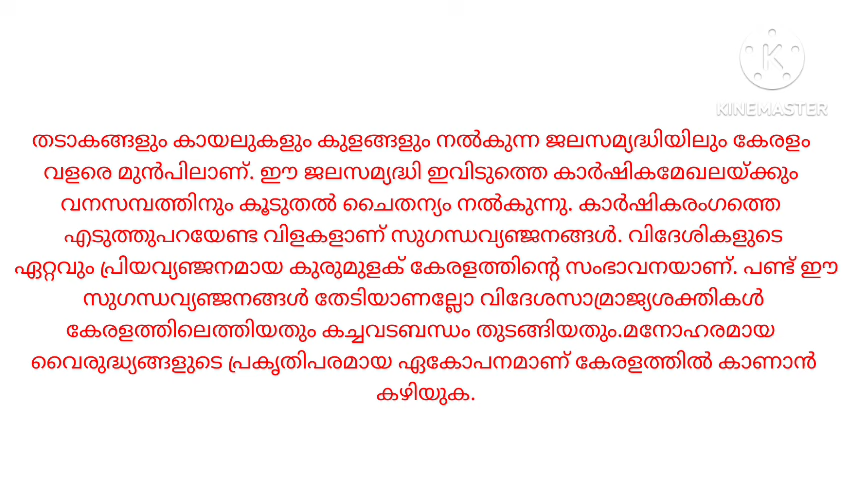 KINEMASTER
തടാകങ്ങളും കായലുകളും കുളങ്ങളും നൽകുന്ന ജലസമൃദ്ധിയിലും കേരളം
വളരെ മുൻപിലാണ്. ഈ ജലസമൃദ്ധി ഇവിടുത്തെ കാർഷികമേഖലയ്ക്കും
വനസമ്പത്തിനും കൂടുതൽ ചൈതന്യം നൽകുന്നു. കാർഷികരംഗത്തെ
എടുത്തുപറയേണ്ട വിളകളാണ് സുഗന്ധവ്യഞ്ജനങ്ങൾ. വിദേശികളുടെ
ഏറ്റവും പ്രിയവ്യഞ്ജനമായ കുരുമുളക് കേരളത്തിന്റെ സംഭാവനയാണ്. പണ്ട് ഈ
സുഗന്ധവ്യഞ്ജനങ്ങൾ തേടിയാണല്ലോ വിദേശസാമ്രാജ്യശക്തികൾ
കേരളത്തിലെത്തിയതും കച്ചവടബന്ധം തുടങ്ങിയതും.മനോഹരമായ
വൈരുദ്ധ്യങ്ങളുടെ പ്രകൃതിപരമായ ഏകോപനമാണ് കേരളത്തിൽ കാണാൻ
കഴിയുക.